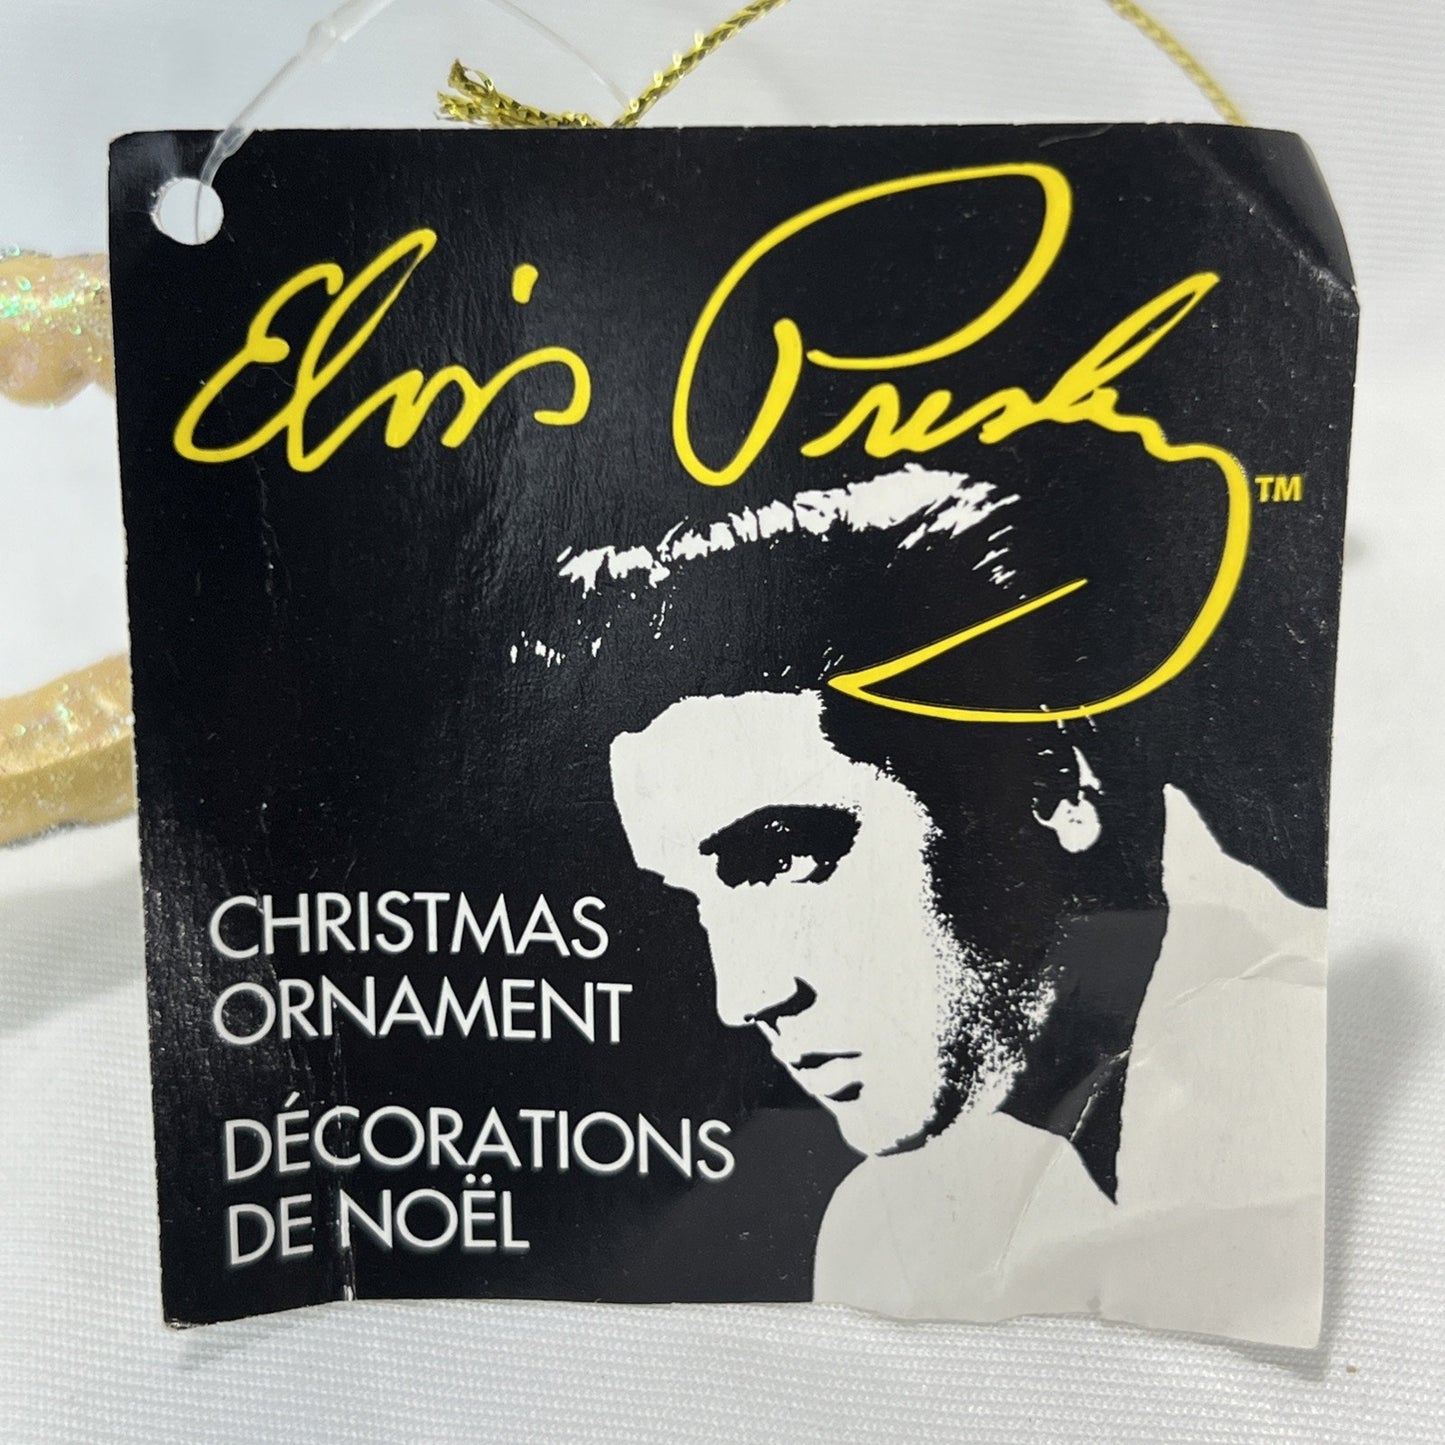 Elvis Presley™
CHRISTMAS
ORNAMENT
DÉCORATIONS
DE NOËL